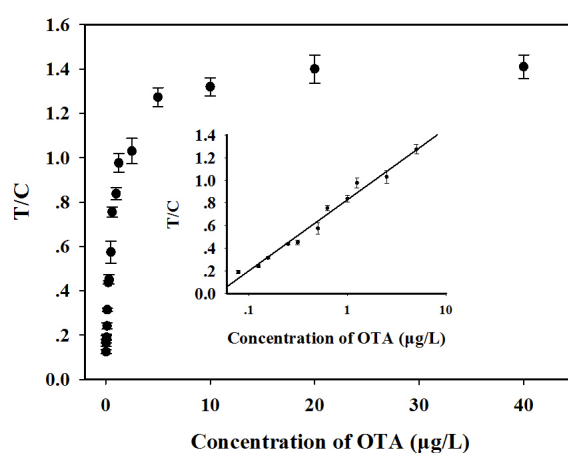 1.6
1.4
1.2
1.0
.8
.6
.4
.2
0.0
T/C
0 10 20 30 40
Concentration of OTA (µg/L)
1.4
1.2
1.0
.8
.6
.4
.2
0.0
T/C
.1 1 10
Concentration of OTA (µg/L)